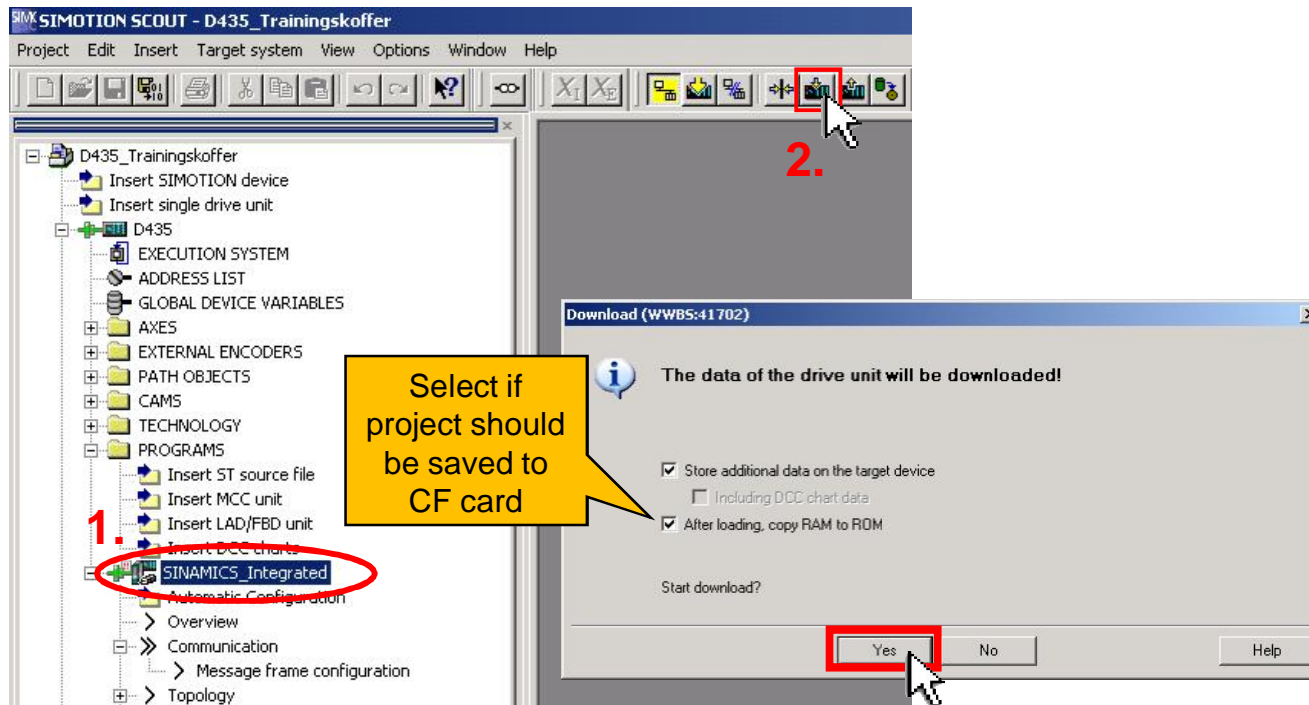 SIMOTION SCOUT - D435_Trainingskoffer
Project Edit Insert Target system View Options Window Help
2.
D435_Trainingskoffer
Insert SIMOTION device
Insert single drive unit
D435
EXECUTION SYSTEM
ADDRESS LIST
GLOBAL DEVICE VARIABLES
AXES
EXTERNAL ENCODERS
PATH OBJECTS
CAMS
TECHNOLOGY
PROGRAMS
Insert ST source file
Insert MCC unit
Insert LAD/FBD unit
Insert DCC charts
1.
SINAMICS_Integrated
Automatic Configuration
Overview
Communication
Message frame configuration
Topology
Select if
project should
be saved to
CF card
Download (WWBS:41702)
The data of the drive unit will be downloaded!
Store additional data on the target device
Including DCC chart data
After loading, copy RAM to ROM
Start download?
Yes No Help